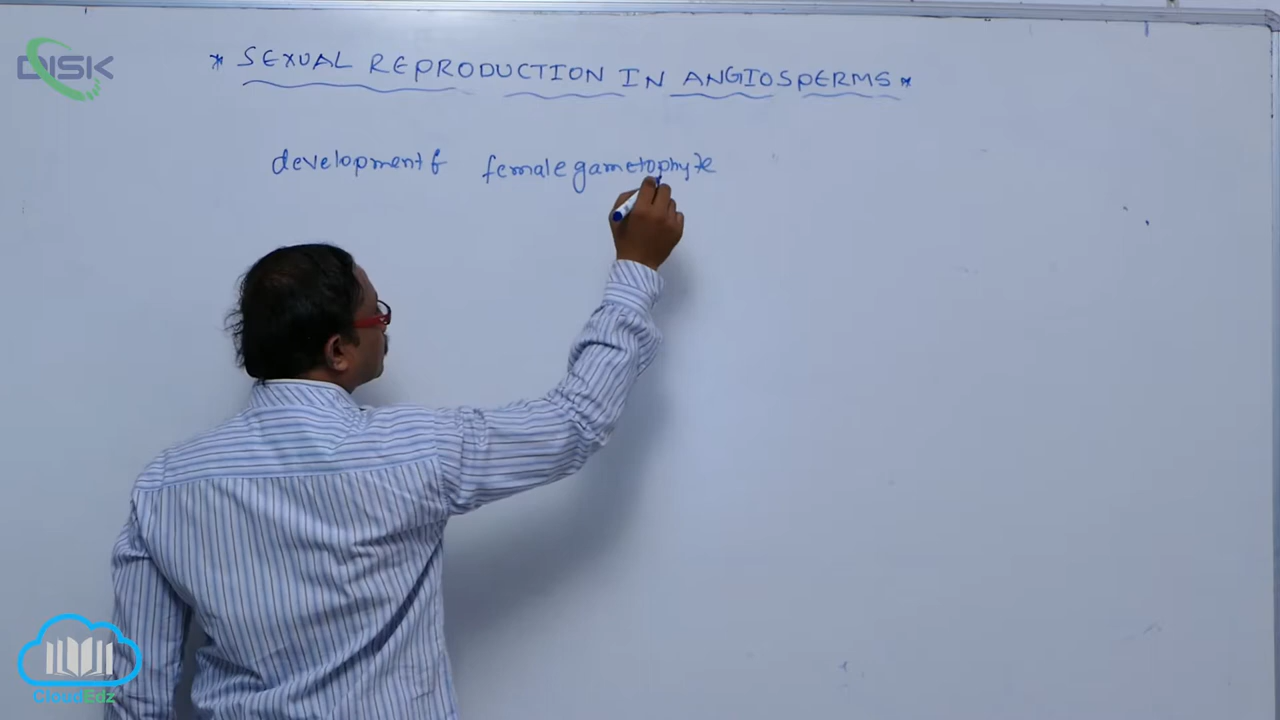 DISK
* SEXUAL REPRODUCTION IN ANGIOSPERMS *
development of female gametophyte
CloudEdz